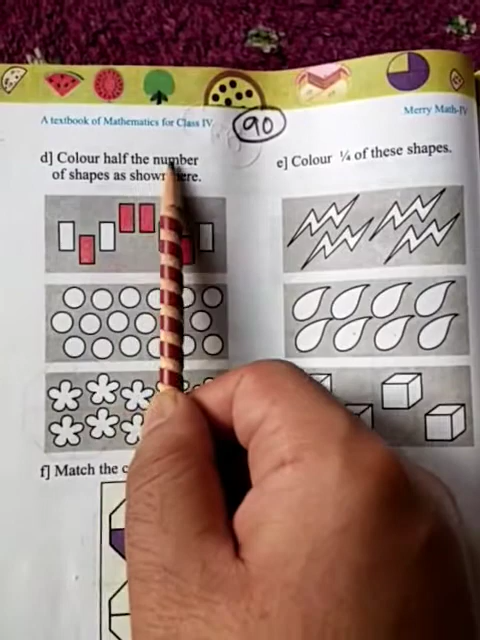 A textbook of Mathematics for Class IV
90
Merry Math-IV
d] Colour half the number
of shapes as shown here.
e] Colour ¼ of these shapes.
f] Match the